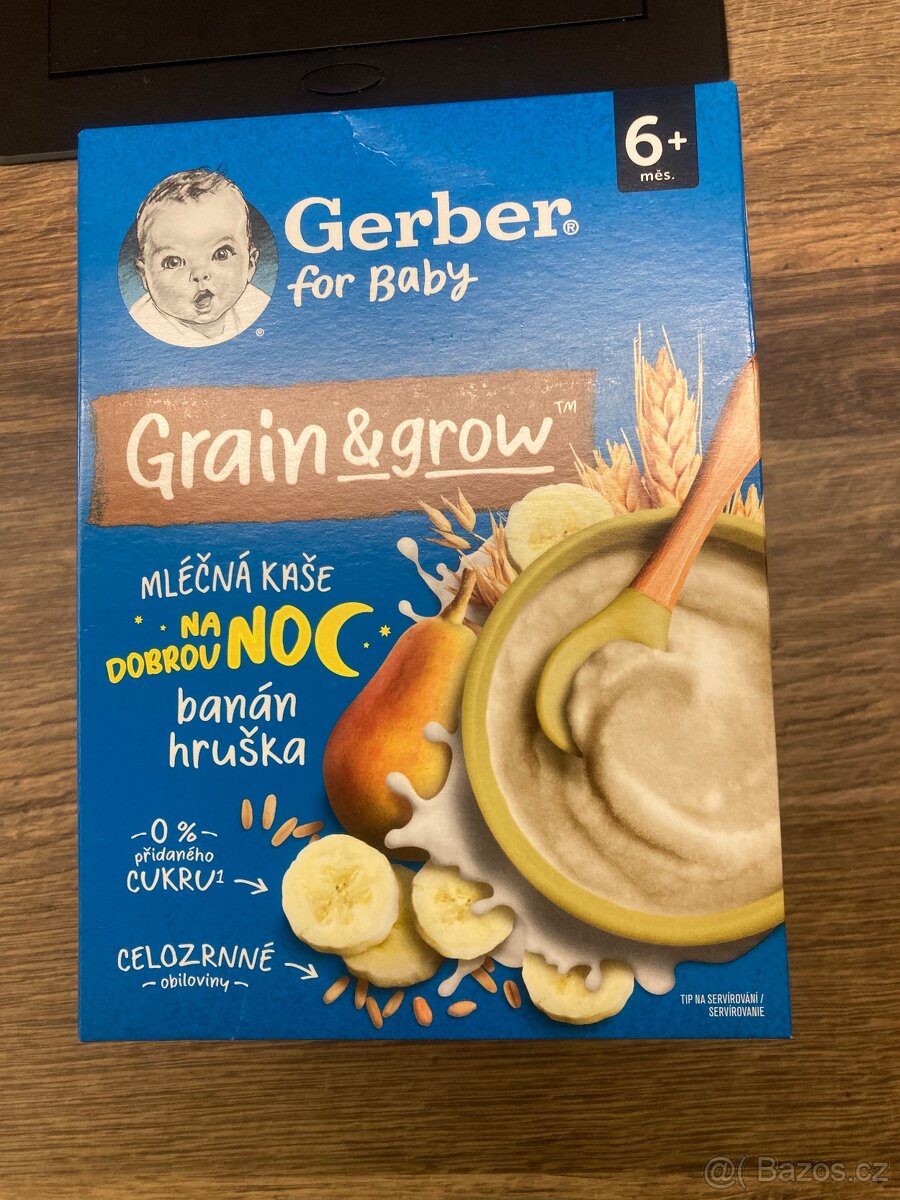 6+
měs.
Gerber®
for Baby
®
Grain & grow™
MLÉČNÁ KAŠE
NA
DOBROU NOC
banán
hruška
0 %
přidaného
CUKRU¹
CELOZRNNÉ
obiloviny
TIP NA SERVÍROVÁNÍ /
SERVÍROVANIE
@( Bazos.cz